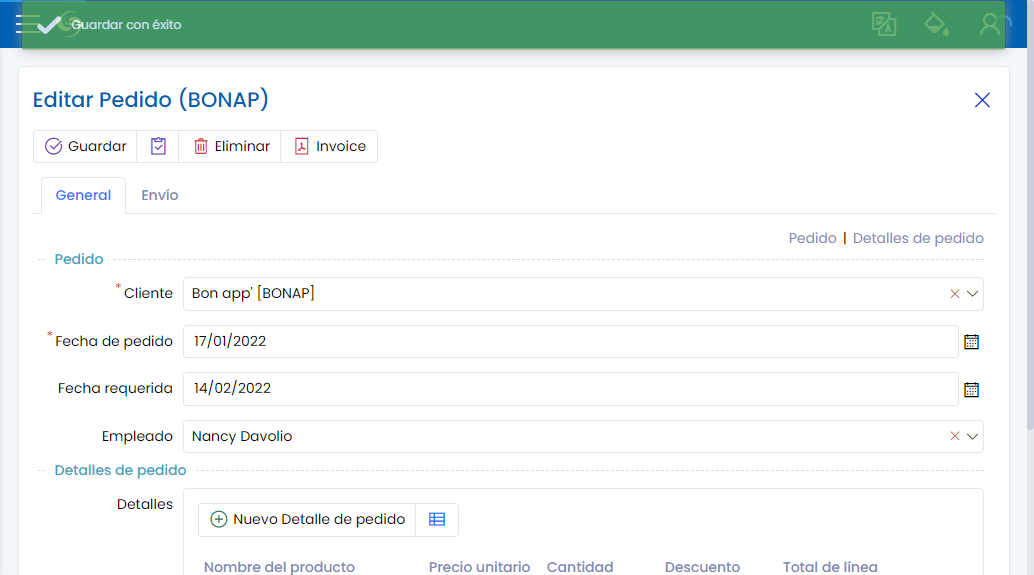 Guardar con éxito
Editar Pedido (BONAP)
Guardar Eliminar Invoice
General Envío
Pedido | Detalles de pedido
Pedido
* Cliente Bon app' [BONAP]
* Fecha de pedido 17/01/2022
Fecha requerida 14/02/2022
Empleado Nancy Davolio
Detalles de pedido
Detalles
Nuevo Detalle de pedido
Nombre del producto Precio unitario Cantidad Descuento Total de línea